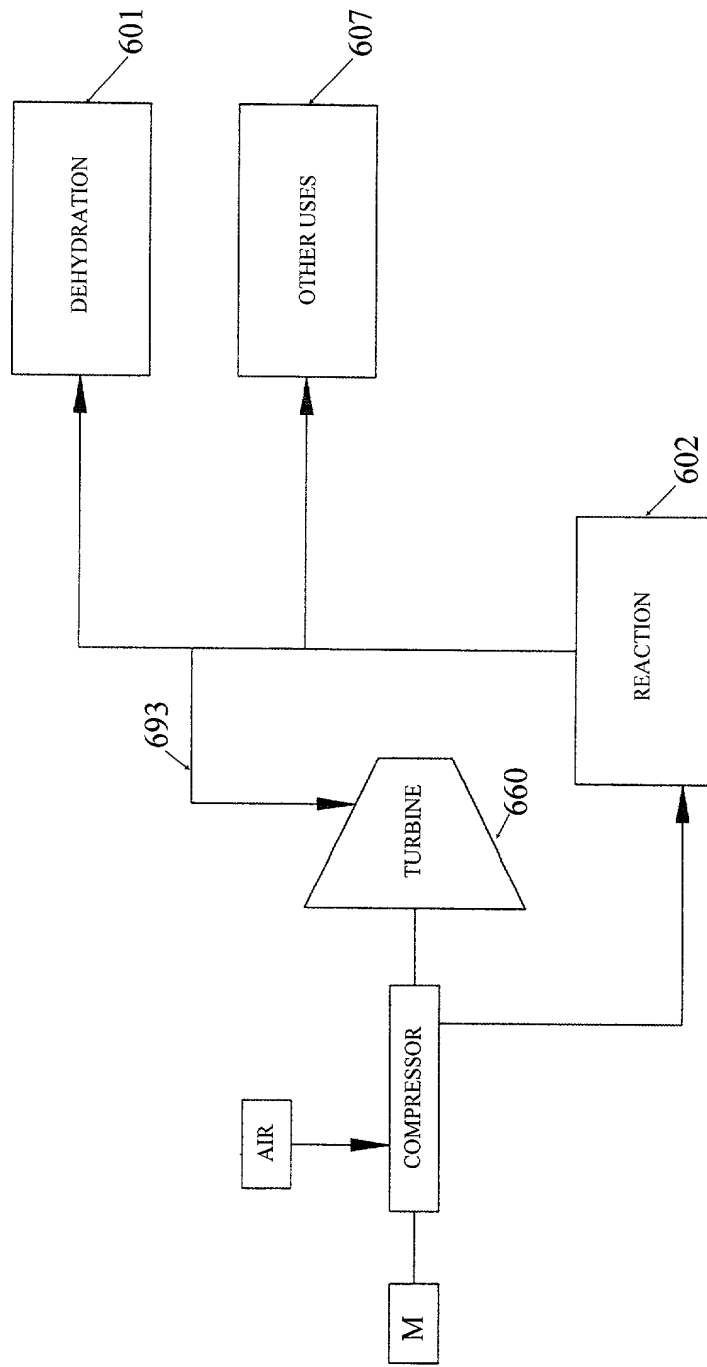 601
DEHYDRATION
607
OTHER USES
602
REACTION
693
TURBINE
660
COMPRESSOR
AIR
M